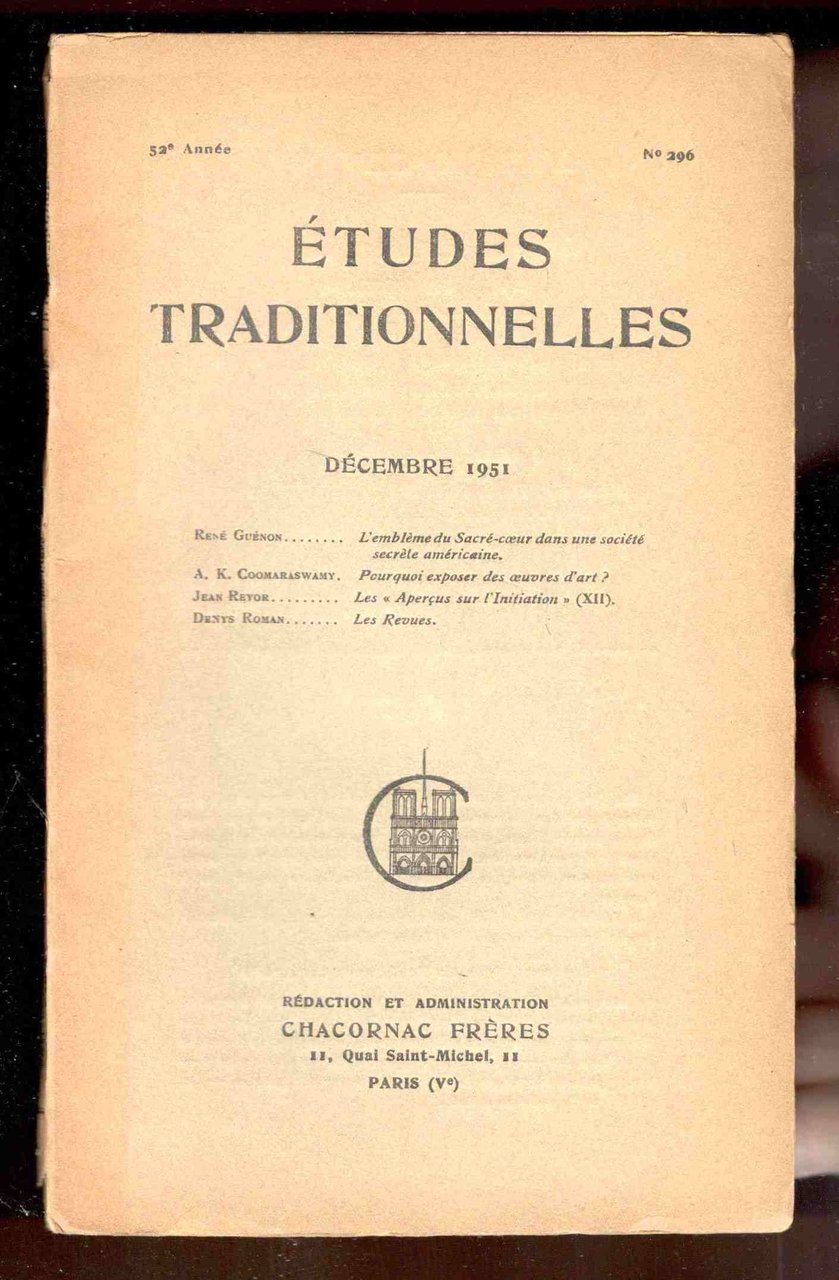 52e Année
No 296
ÉTUDES
TRADITIONNELLES
DÉCEMBRE 1951
RENÉ GUÉNON........ L'emblème du Sacré-cœur dans une société
secrète américaine.
A. K. COOMARASWAMY. Pourquoi exposer des œuvres d'art ?
JEAN REYOR......... Les « Aperçus sur l'Initiation » (XII).
DENYS ROMAN....... Les Revues.
RÉDACTION ET ADMINISTRATION
CHACORNAC FRÈRES
11, Quai Saint-Michel, 11
PARIS (Ve)